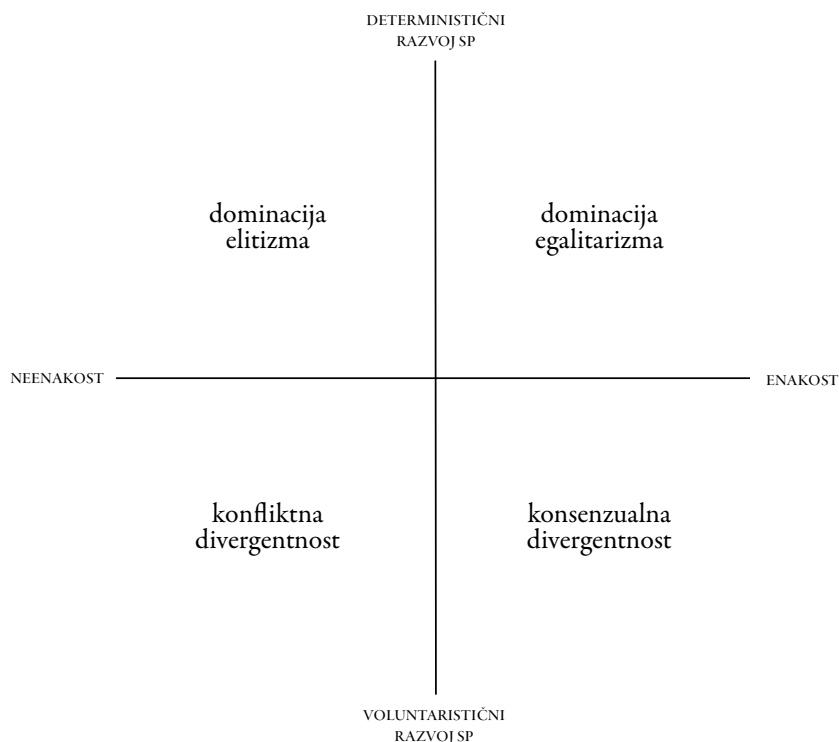 DETERMINISTIČNI
RAZVOJ SP
dominacija
elitizma
dominacija
egalitarizma
NEENAKOST
ENAKOST
konfliktna
divergentnost
konsenzualna
divergentnost
VOLUNTARISTIČNI
RAZVOJ SP